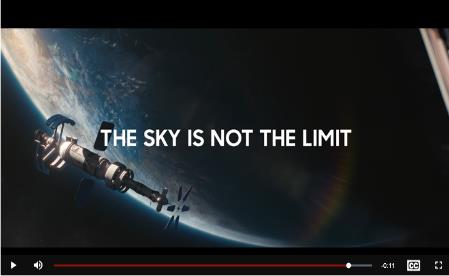 THE SKY IS NOT THE LIMIT
-0:11
CC